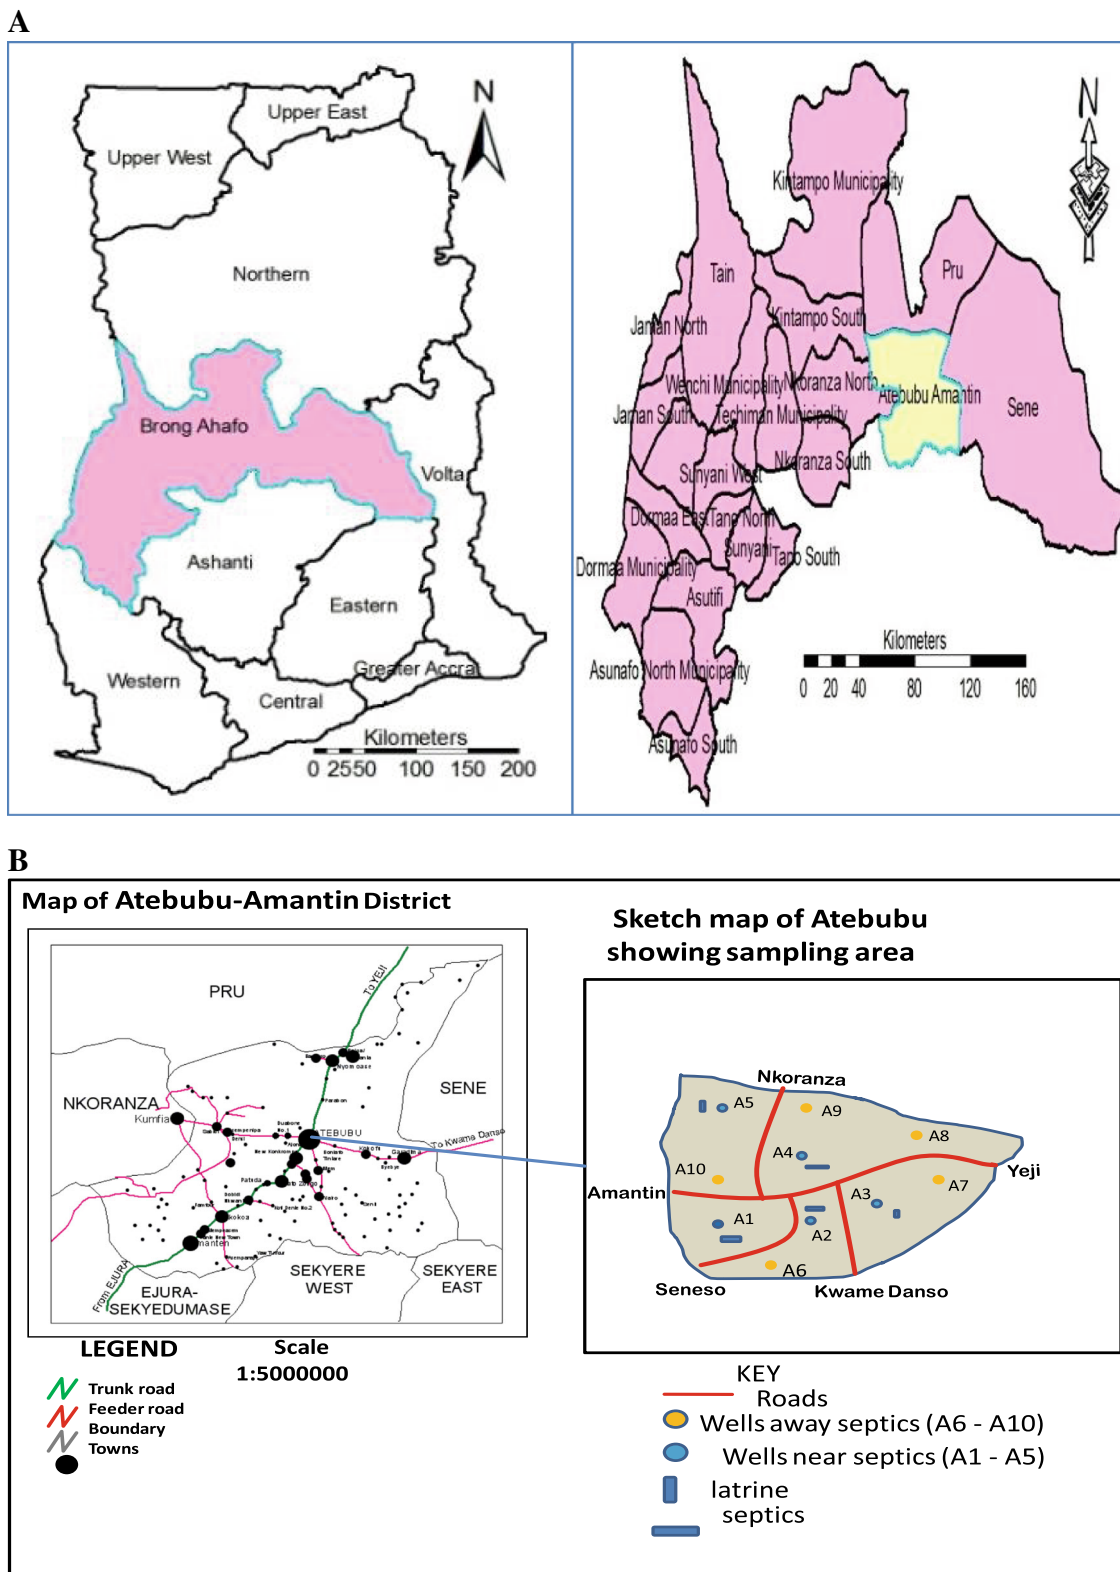 A
N
Upper East
Upper West
Northern
Brong Ahafo
Volta
Ashanti
Eastern
Greater Accra
Western
Central
Kilometers
0 2550 100 150 200
N
Kintampo Municipality
Tain
Pru
Kintampo South
Jaman North
Wenchi Municipality
Nkoranza North
Atebubu Amantin
Sene
Jaman South
Techiman Municipality
Nkoranza South
Sunyani West
Dormaa East
Tano North
Sunyani
Tano South
Dormaa Municipality
Asutifi
Asunafo North Municipality
Asunafo South
Kilometers
0 20 40 80 120 160
B
Map of Atebubu-Amantin District
PRU
To YEJI
SENE
NKORANZA
Kumfia
ATEBUBU
To Kwame Danso
From EJURA
EJURA-
SEKYEDUMASE
SEKYERE
WEST
SEKYERE
EAST
LEGEND
Trunk road
Feeder road
Boundary
Towns
Scale
1:5000000
Sketch map of Atebubu
showing sampling area
Nkoranza
A5
A9
A8
A4
A10
Yeji
Amantin
A7
A3
A1
A2
A6
Seneso
Kwame Danso
KEY
Roads
Wells away septics (A6 - A10)
Wells near septics (A1 - A5)
latrine
septics